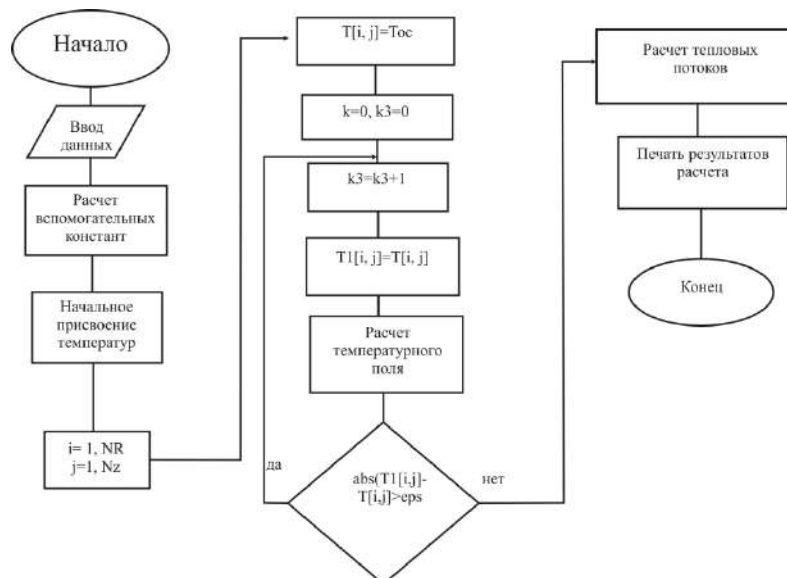 Начало
Ввод
данных
Расчет
вспомогательных
констант
Начальное
присвоение
температур
i= 1, NR
j=1, Nz
T[i, j]=Toc
k=0, k3=0
k3=k3+1
T1[i, j]=T[i, j]
Расчет
температурного
поля
да
abs(T1[i,j]-
T[i,j]>eps
нет
Расчет тепловых
потоков
Печать результатов
расчета
Конец